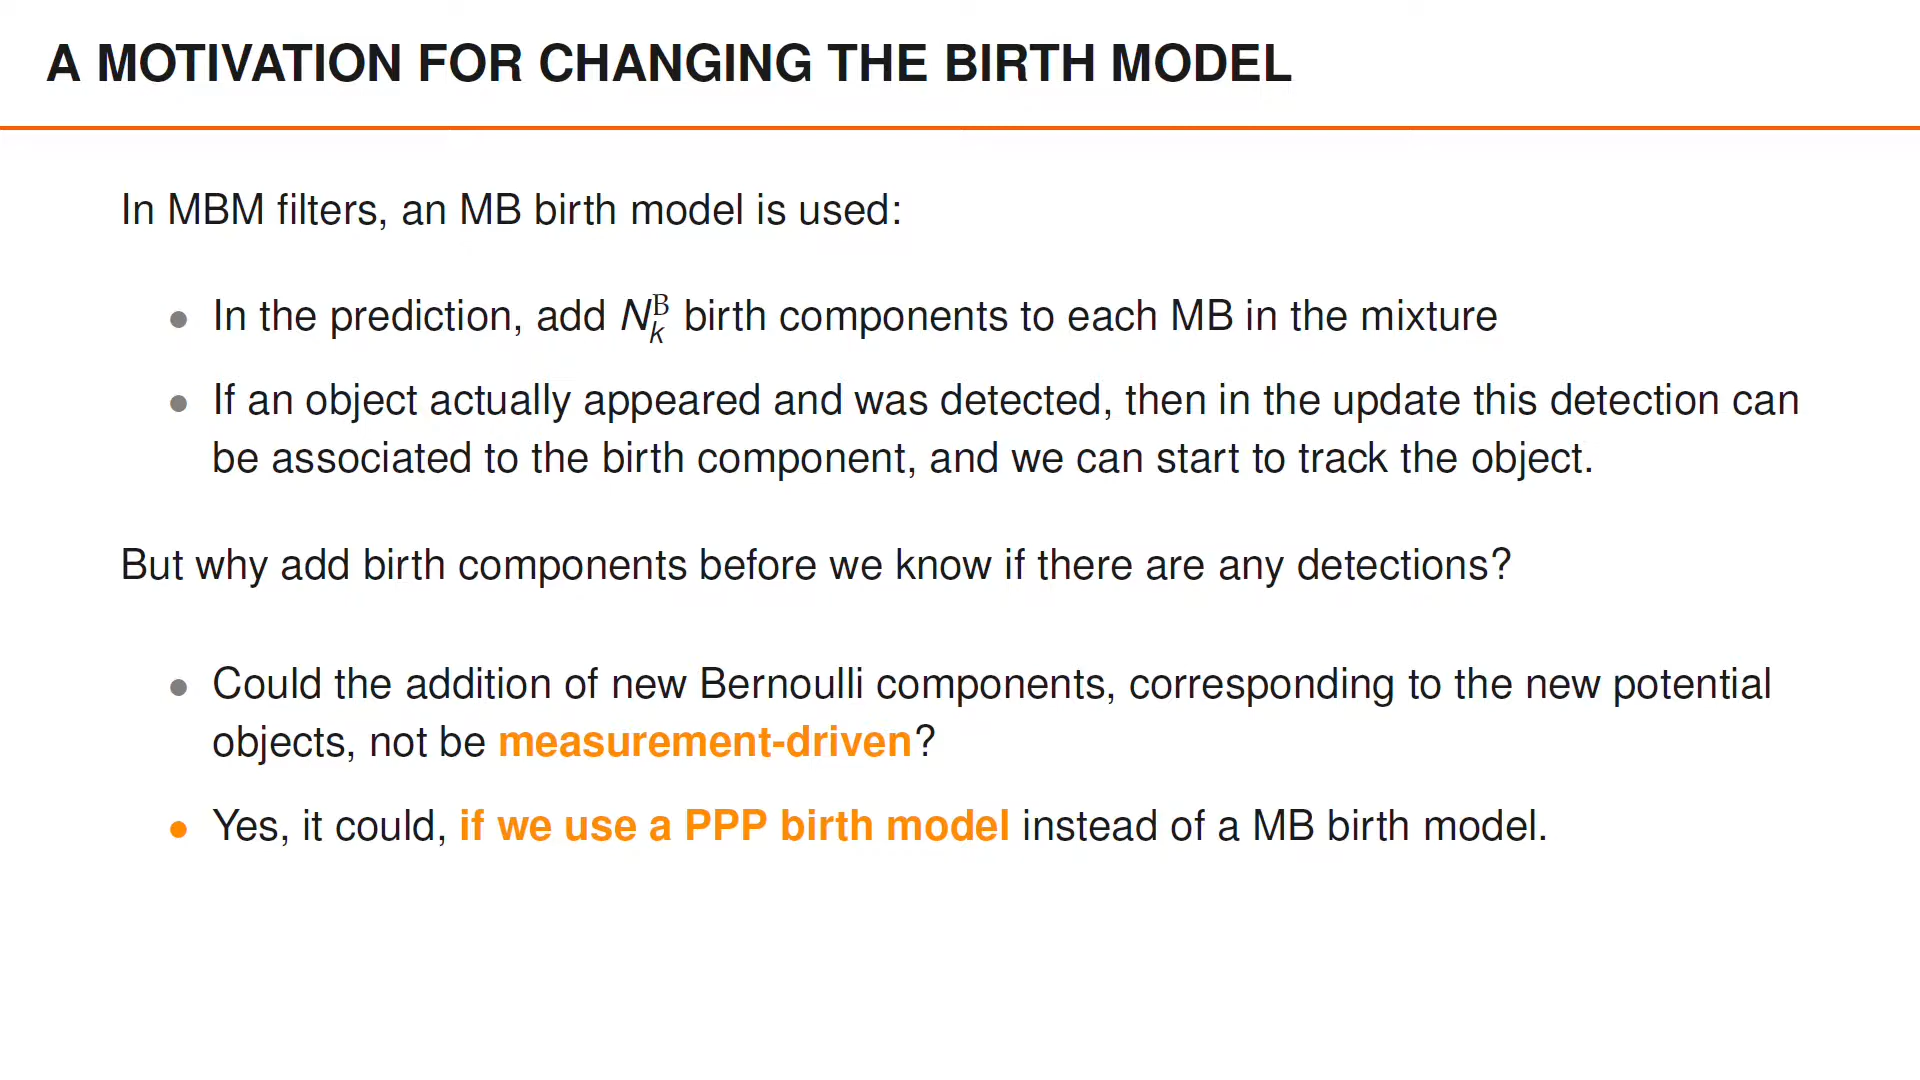 A MOTIVATION FOR CHANGING THE BIRTH MODEL
In MBM filters, an MB birth model is used:
● In the prediction, add $N_k^{\mathrm{B}}$ birth components to each MB in the mixture
● If an object actually appeared and was detected, then in the update this detection can
be associated to the birth component, and we can start to track the object.
But why add birth components before we know if there are any detections?
● Could the addition of new Bernoulli components, corresponding to the new potential
objects, not be measurement-driven?
● Yes, it could, if we use a PPP birth model instead of a MB birth model.